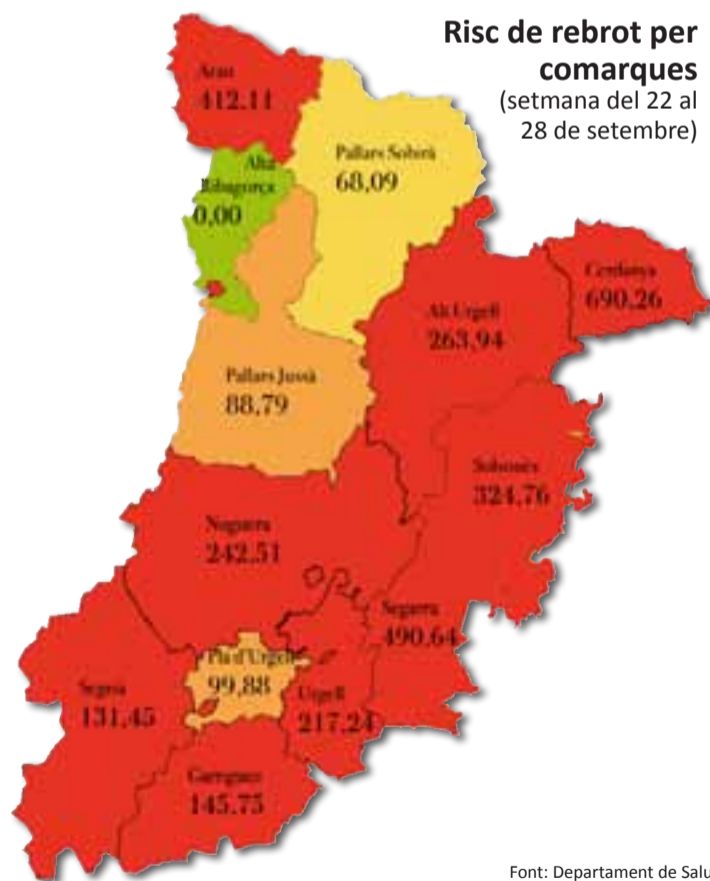 Risc de rebrot per
comarques
(setmana del 22 al
28 de setembre)
Aran
412,11
Pallars Sobirà
68,09
Alta
Ribagorça
0,00
Cerdanya
690,26
Alt Urgell
263,94
Pallars Jussà
88,79
Solsonès
324,76
Noguera
242,51
Segarra
490,64
Pla d'Urgell
99,88
Segrià
131,45
Urgell
217,24
Garrigues
145,75
Font: Departament de Salu